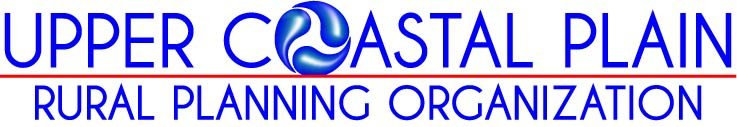 UPPER COASTAL PLAIN
RURAL PLANNING ORGANIZATION